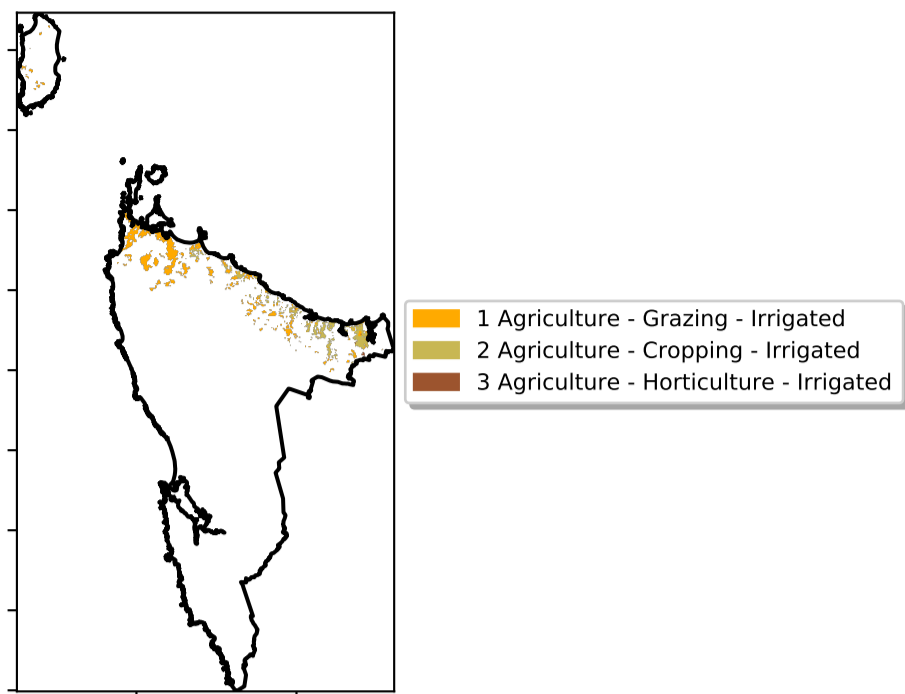 1 Agriculture - Grazing - Irrigated
2 Agriculture - Cropping - Irrigated
3 Agriculture - Horticulture - Irrigated